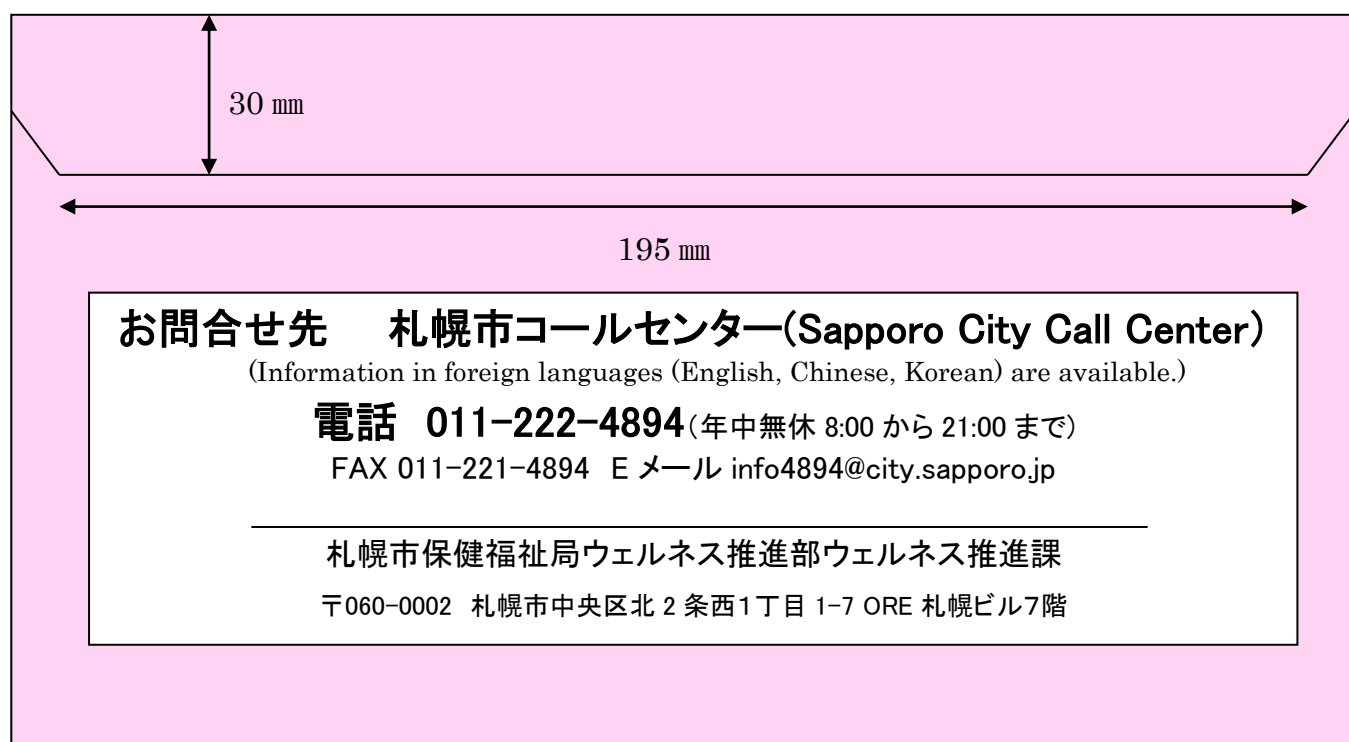 30 ㎜
195 ㎜
お問合せ先　札幌市コールセンター(Sapporo City Call Center)
(Information in foreign languages (English, Chinese, Korean) are available.)
電話　011-222-4894(年中無休 8:00 から 21:00 まで)
FAX 011-221-4894　E メール info4894@city.sapporo.jp
札幌市保健福祉局ウェルネス推進部ウェルネス推進課
〒060-0002　札幌市中央区北 2 条西１丁目 1-7 ORE 札幌ビル７階